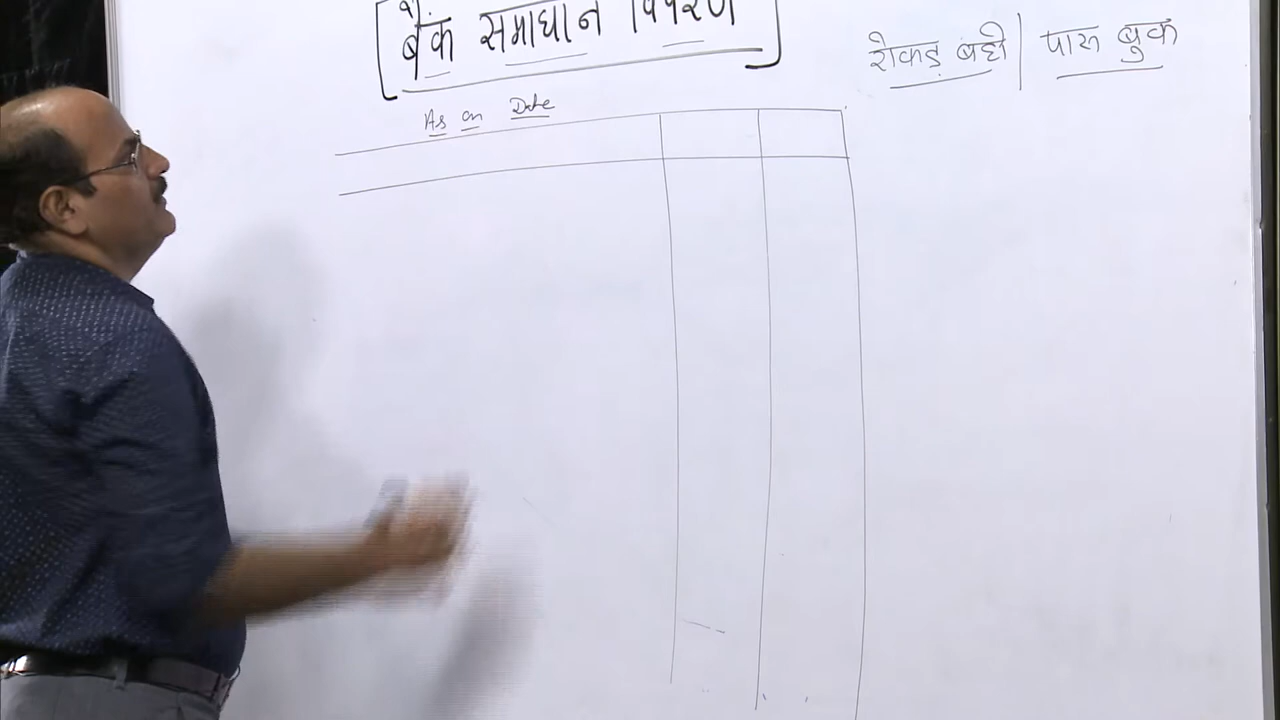 बैंक समाधान विवरण
As on Date
रोकड़ बही | पास बुक